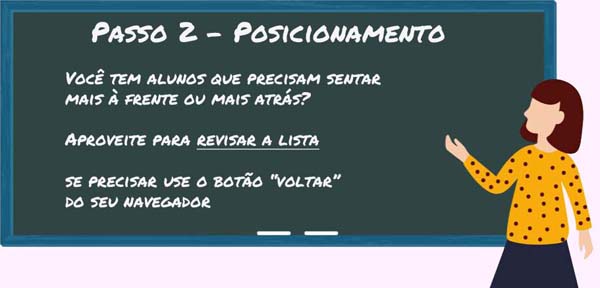 Passo 2 - Posicionamento
Você tem alunos que precisam sentar
mais à frente ou mais atrás?
Aproveite para revisar a lista
se precisar use o botão "voltar"
do seu navegador